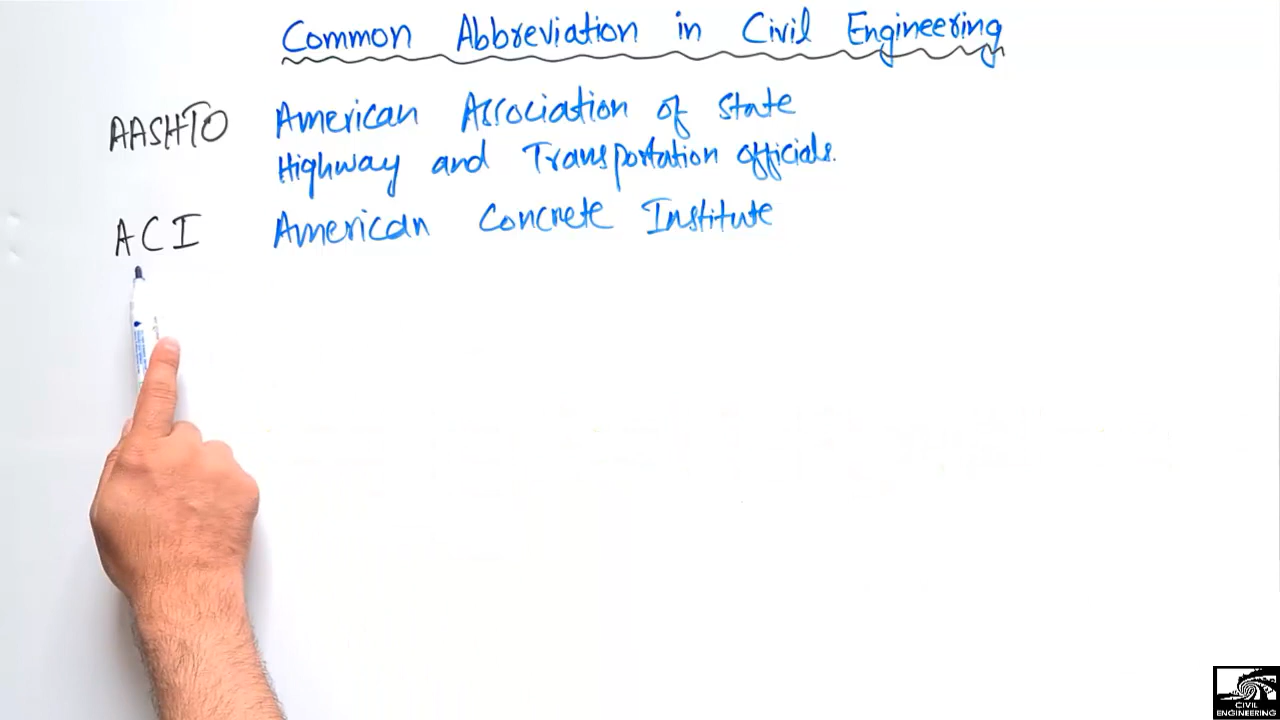 Common Abbreviation in Civil Engineering
AASHTO American Association of State
Highway and Transportation officials.
ACI American Concrete Institute
CIVIL
ENGINEERING